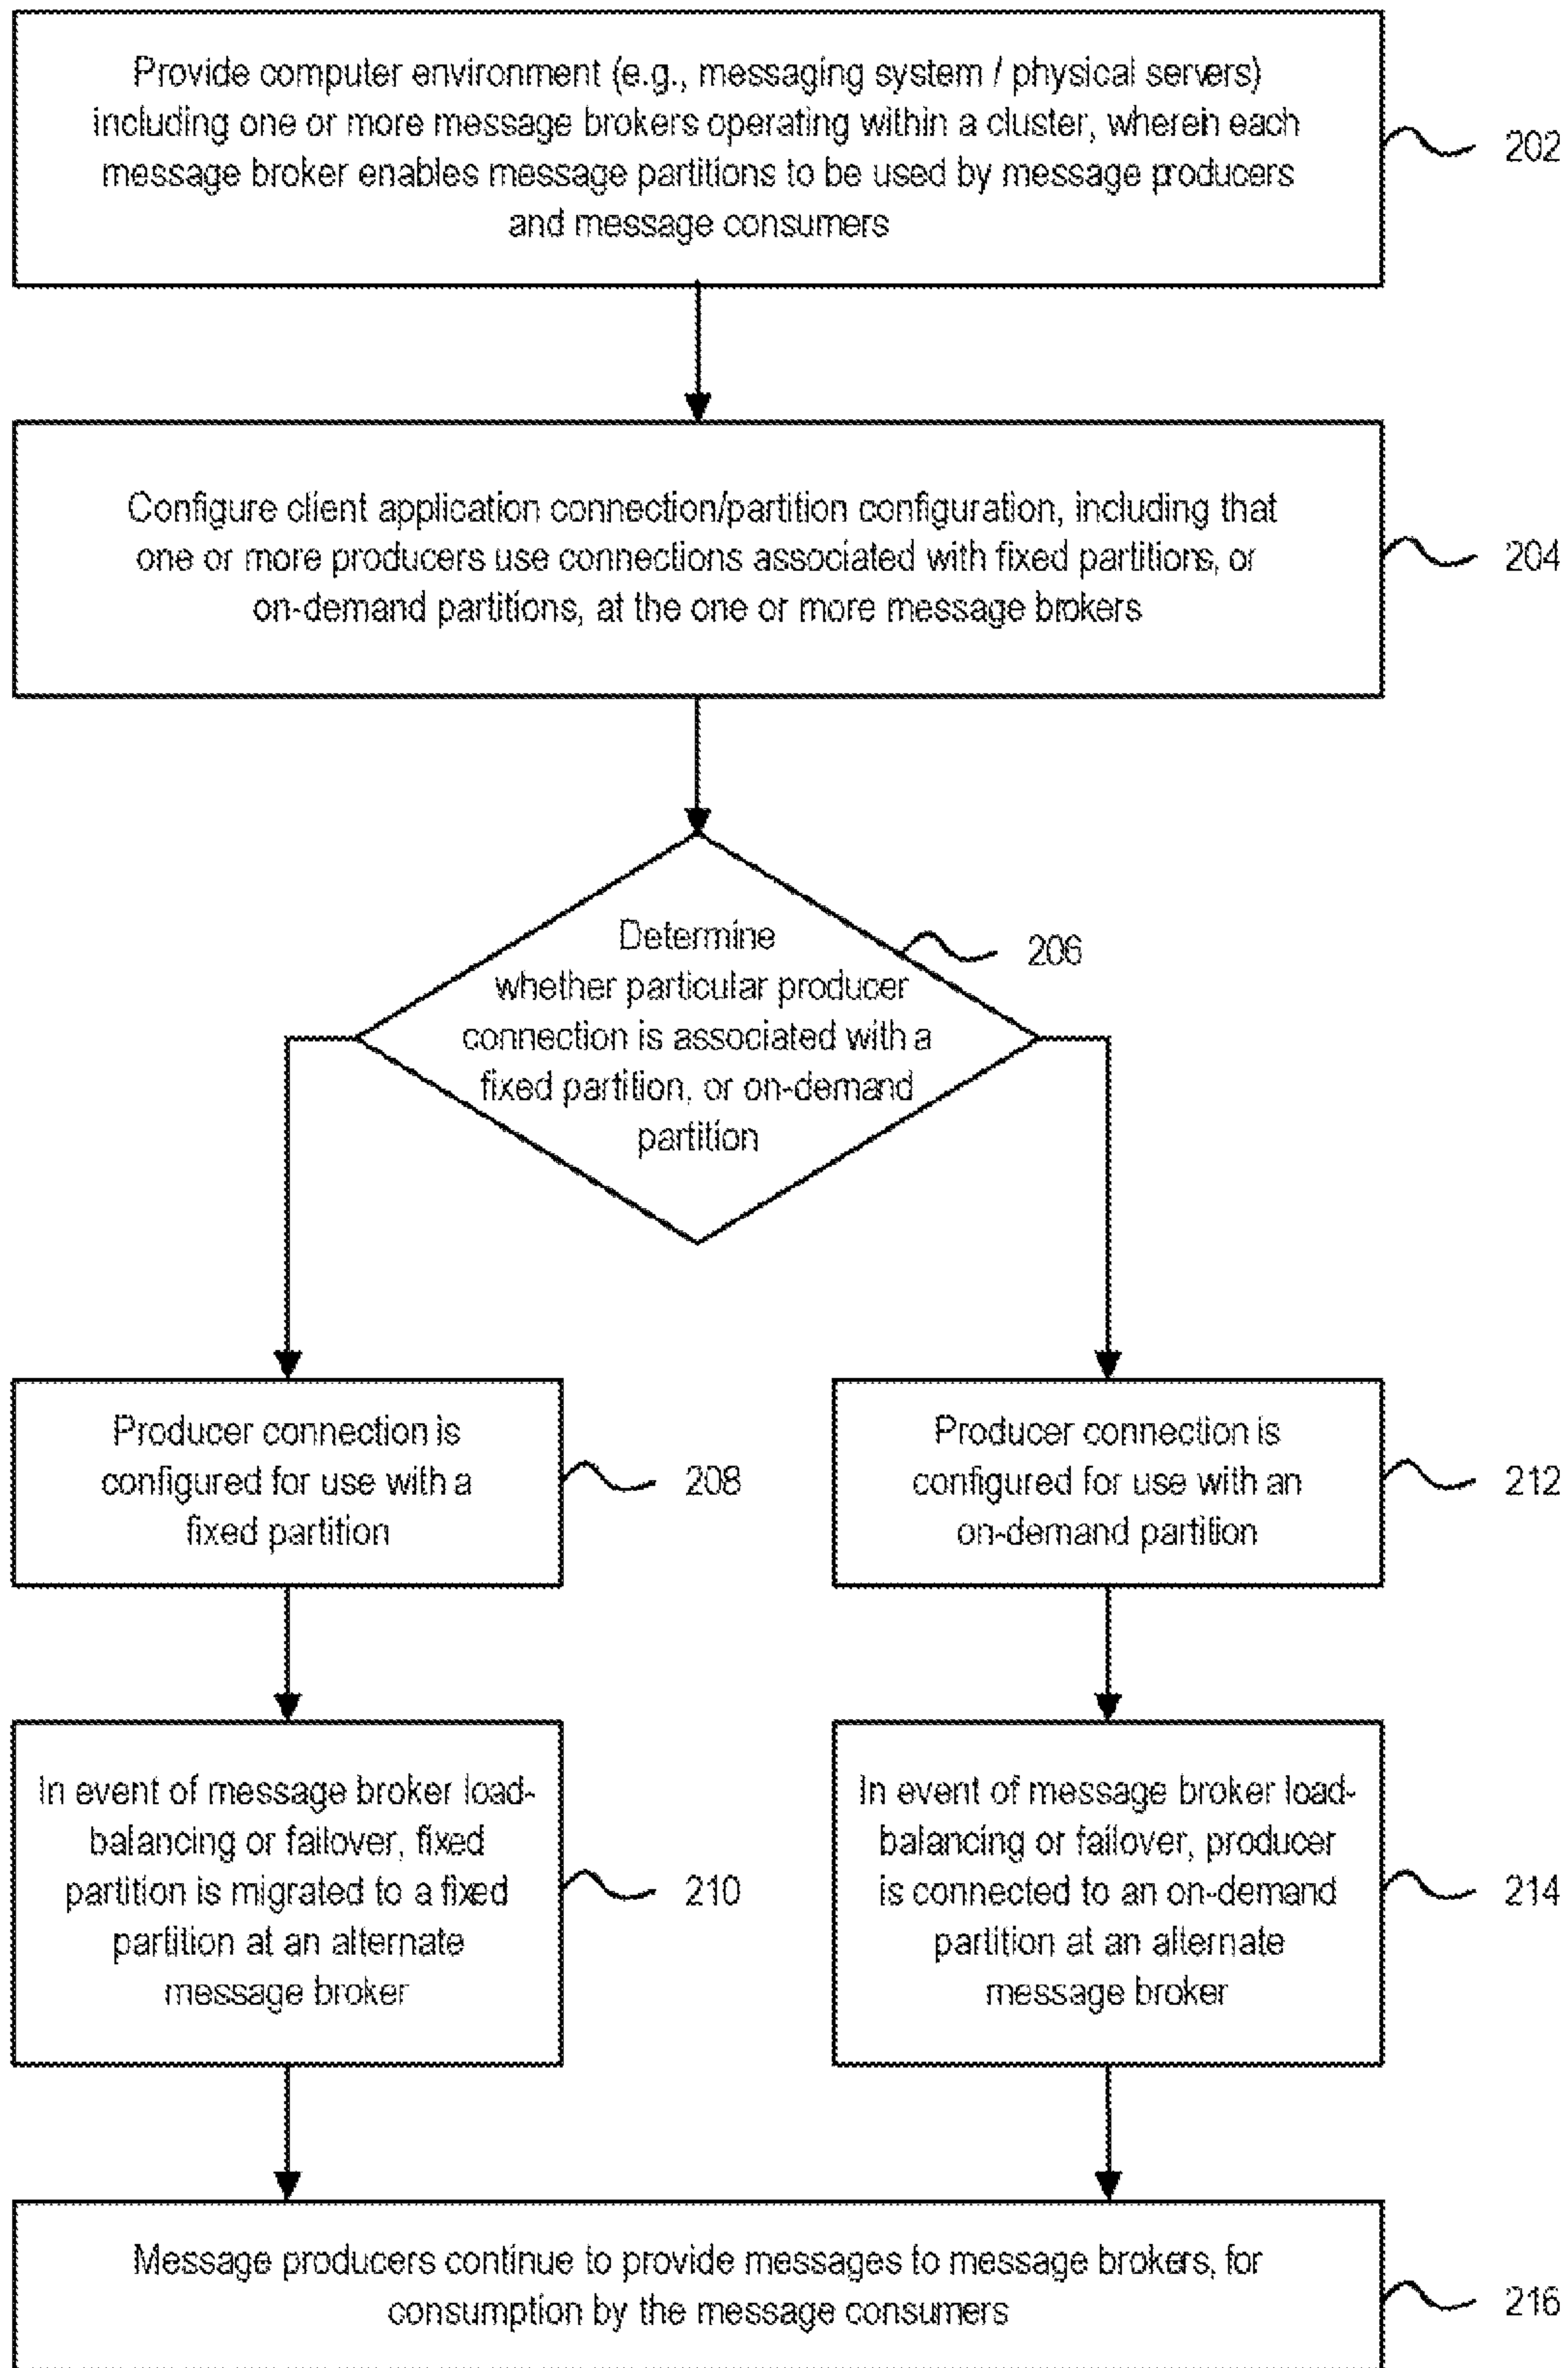 Provide computer environment (e.g., messaging system / physical servers)
including one or more message brokers operating within a cluster, wherein each
message broker enables message partitions to be used by message producers
and message consumers
202
Configure client application connection/partition configuration, including that
one or more producers use connections associated with fixed partitions, or
on-demand partitions, at the one or more message brokers
204
Determine
whether particular producer
connection is associated with a
fixed partition, or on-demand
partition
206
Producer connection is
configured for use with a
fixed partition
208
Producer connection is
configured for use with an
on-demand partition
212
In event of message broker load-
balancing or failover, fixed
partition is migrated to a fixed
partition at an alternate
message broker
210
In event of message broker load-
balancing or failover, producer
is connected to an on-demand
partition at an alternate
message broker
214
Message producers continue to provide messages to message brokers, for
consumption by the message consumers
216